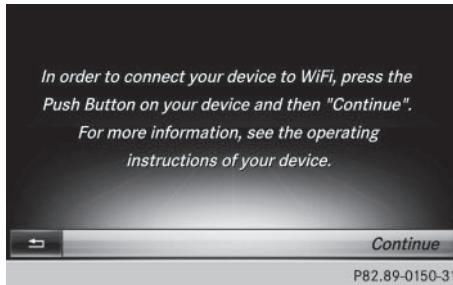 In order to connect your device to WiFi, press the
Push Button on your device and then "Continue".
For more information, see the operating
instructions of your device.
Continue
P82.89-0150-31